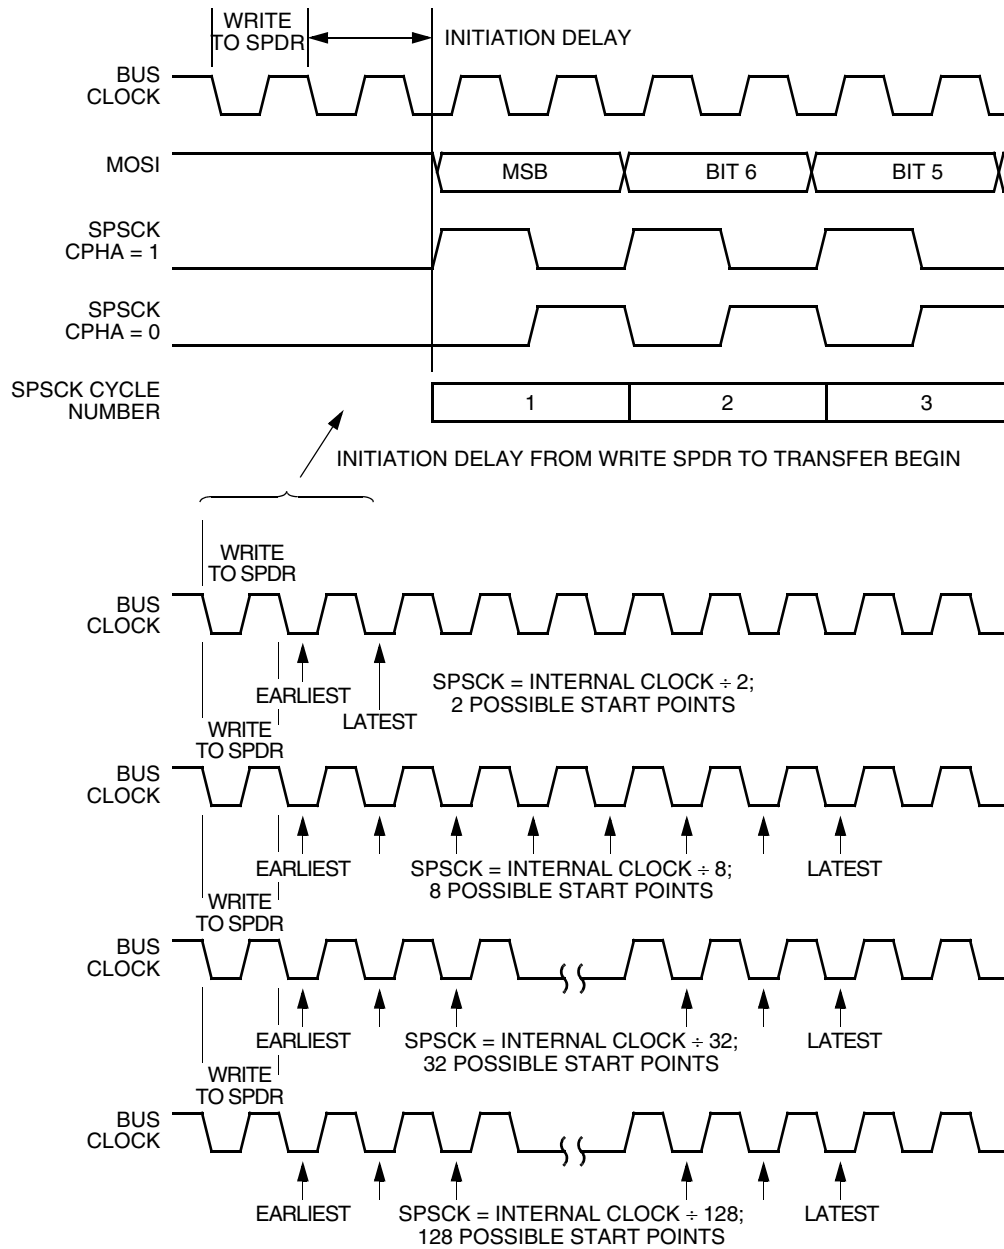 WRITE
TO SPDR
INITIATION DELAY
BUS
CLOCK
MOSI
MSB
BIT 6
BIT 5
SPSCK
CPHA = 1
SPSCK
CPHA = 0
SPSCK CYCLE
NUMBER
1
2
3
INITIATION DELAY FROM WRITE SPDR TO TRANSFER BEGIN
WRITE
TO SPDR
BUS
CLOCK
EARLIEST
LATEST
SPSCK = INTERNAL CLOCK ÷ 2;
2 POSSIBLE START POINTS
WRITE
TO SPDR
BUS
CLOCK
EARLIEST
SPSCK = INTERNAL CLOCK ÷ 8;
8 POSSIBLE START POINTS
LATEST
WRITE
TO SPDR
BUS
CLOCK
EARLIEST
SPSCK = INTERNAL CLOCK ÷ 32;
32 POSSIBLE START POINTS
LATEST
WRITE
TO SPDR
BUS
CLOCK
EARLIEST
SPSCK = INTERNAL CLOCK ÷ 128;
128 POSSIBLE START POINTS
LATEST